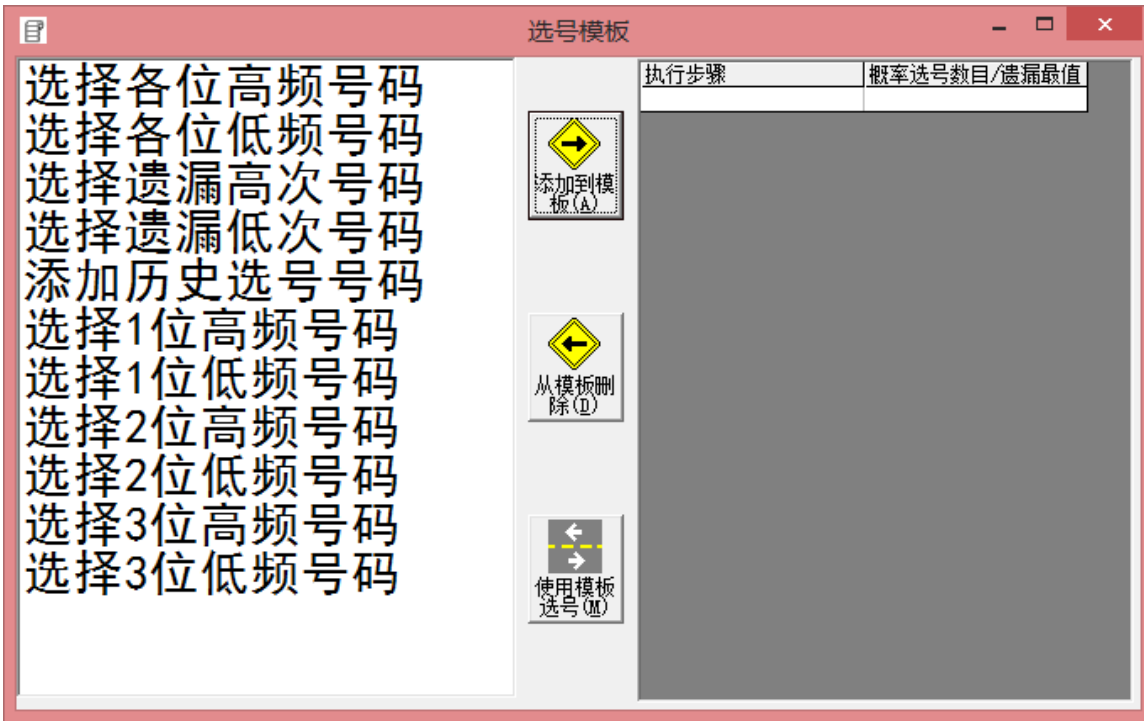 选号模板
选择各位高频号码
选择各位低频号码
选择遗漏高次号码
选择遗漏低次号码
添加历史选号号码
选择1位高频号码
选择1位低频号码
选择2位高频号码
选择2位低频号码
选择3位高频号码
选择3位低频号码
添加到模
板(A)
从模板删
除(D)
使用模板
选号(M)
执行步骤
概率选号数目/遗漏最值